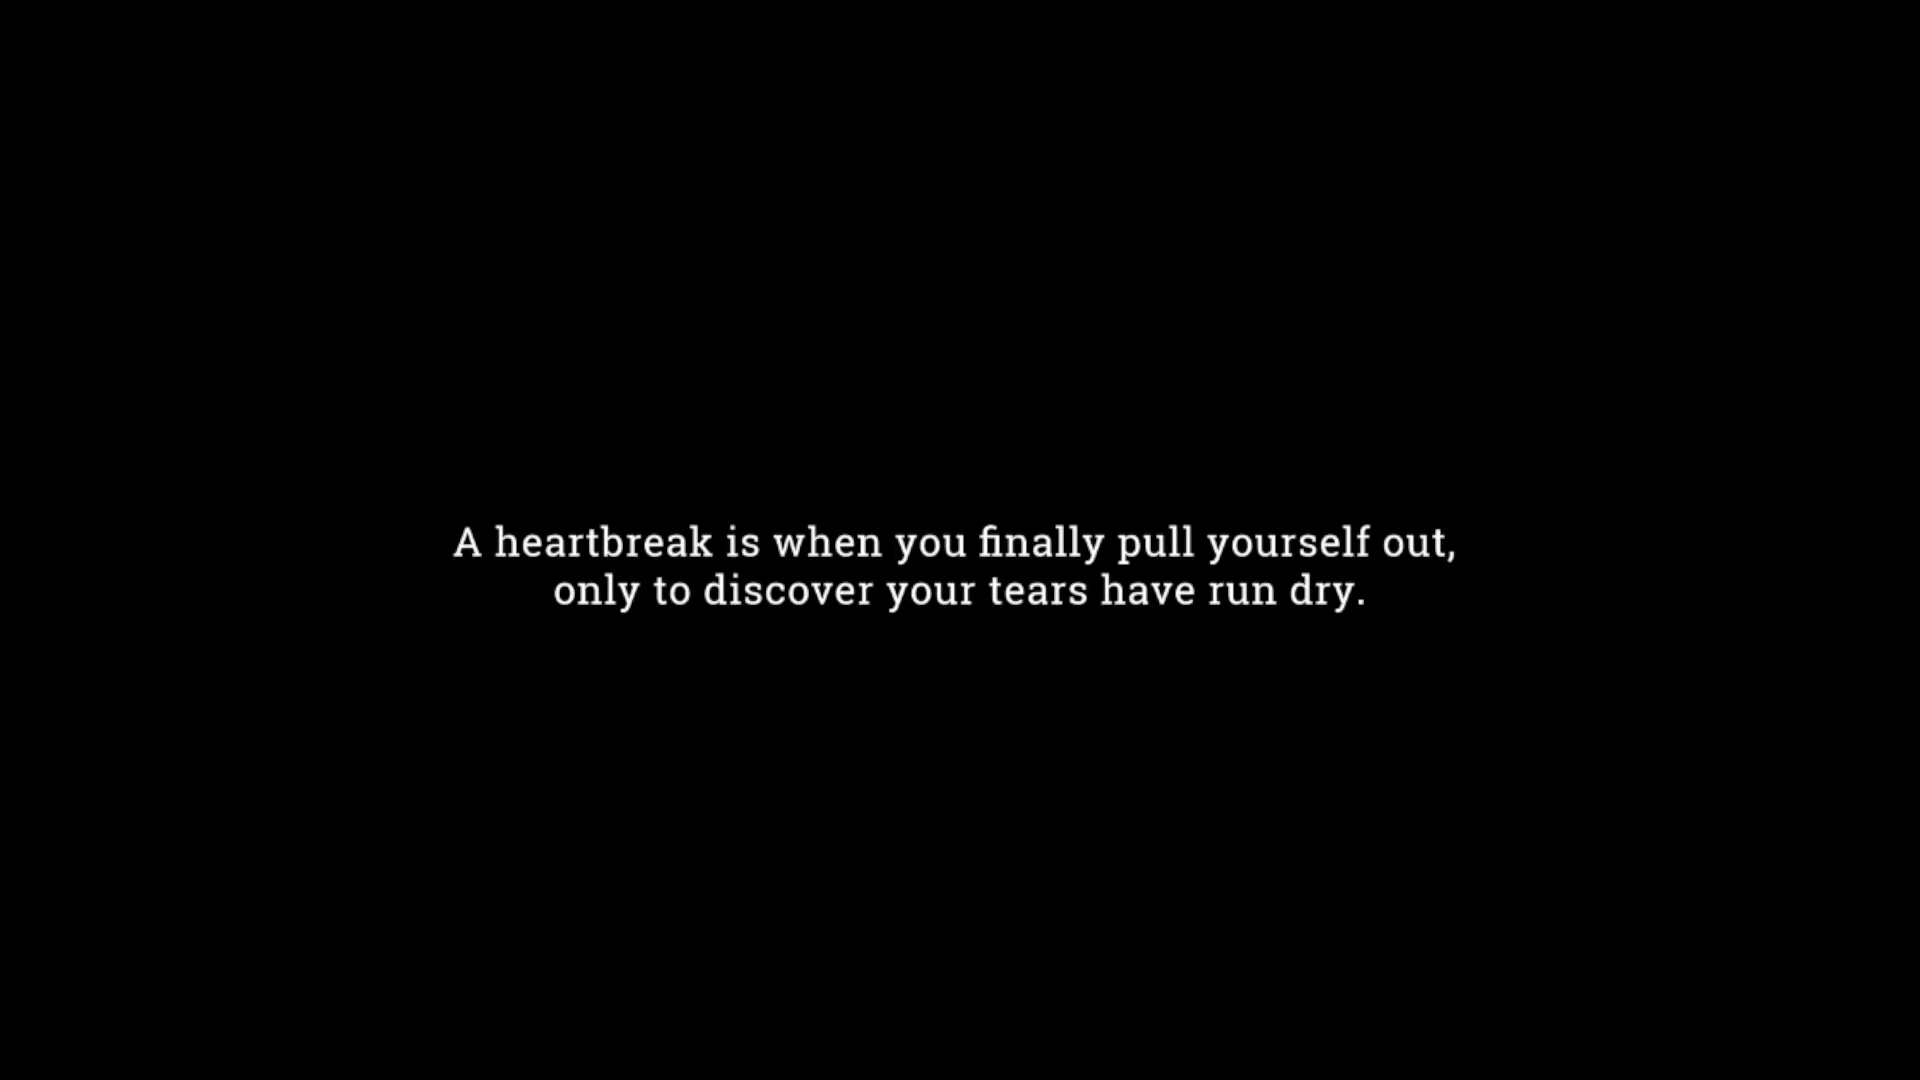 A heartbreak is when you finally pull yourself out,
only to discover your tears have run dry.